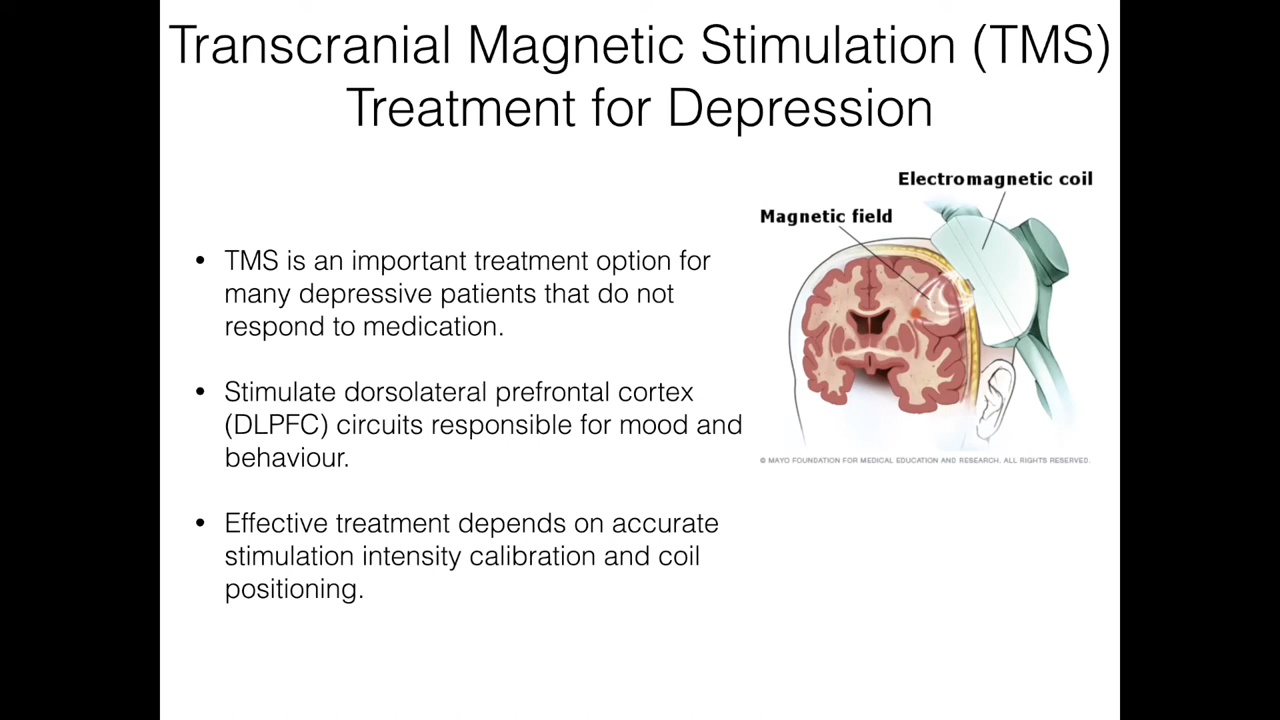 Transcranial Magnetic Stimulation (TMS)
Treatment for Depression
• TMS is an important treatment option for
many depressive patients that do not
respond to medication.
• Stimulate dorsolateral prefrontal cortex
(DLPFC) circuits responsible for mood and
behaviour.
• Effective treatment depends on accurate
stimulation intensity calibration and coil
positioning.
Electromagnetic coil
Magnetic field
© MAYO FOUNDATION FOR MEDICAL EDUCATION AND RESEARCH. ALL RIGHTS RESERVED.